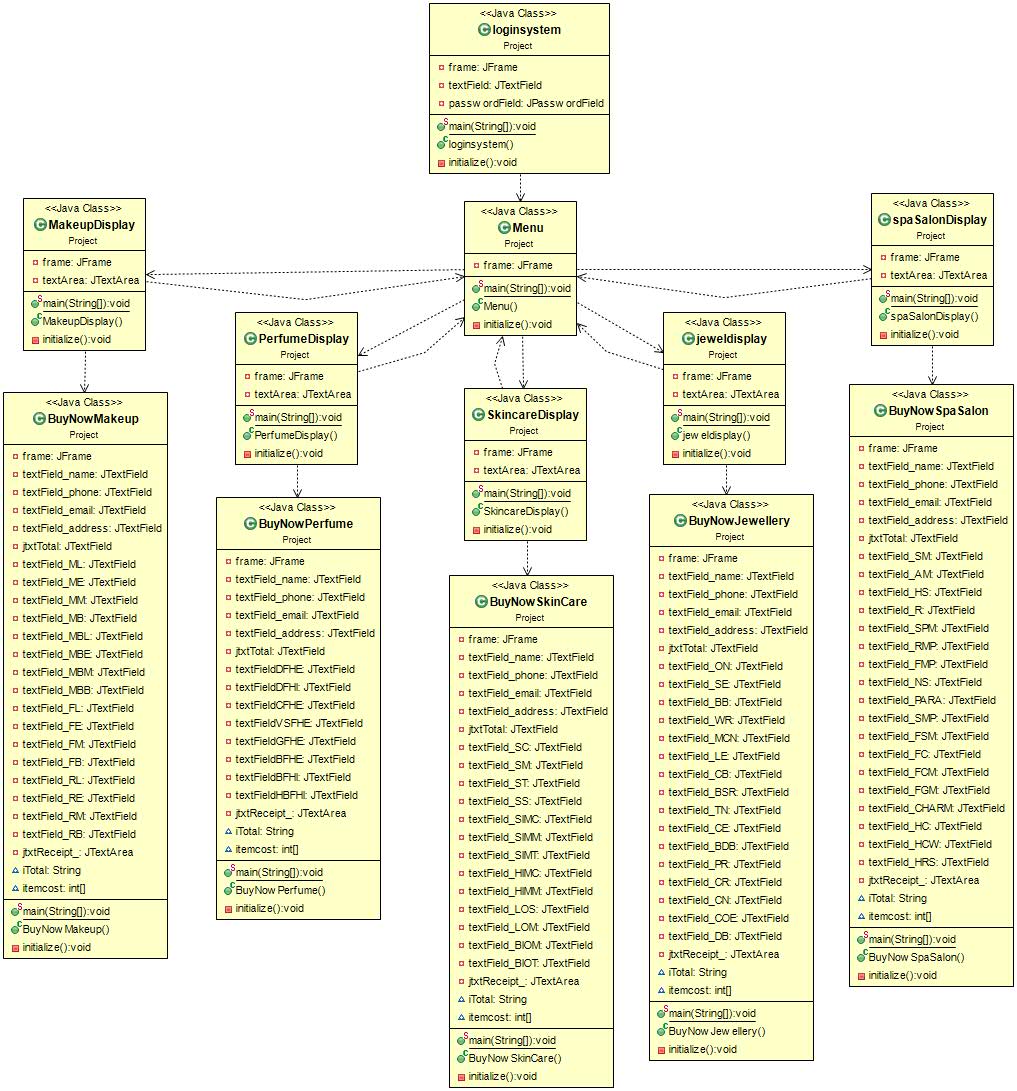 <<Java Class>>
loginsystem
Project
frame: JFrame
textField: JTextField
passwordField: JPasswordField
main(String[]):void
loginsystem()
initialize():void
<<Java Class>>
MakeupDisplay
Project
frame: JFrame
textArea: JTextArea
main(String[]):void
MakeupDisplay()
initialize():void
<<Java Class>>
Menu
Project
frame: JFrame
main(String[]):void
Menu()
initialize():void
<<Java Class>>
spaSalonDisplay
Project
frame: JFrame
textArea: JTextArea
main(String[]):void
spaSalonDisplay()
initialize():void
<<Java Class>>
PerfumeDisplay
Project
frame: JFrame
textArea: JTextArea
main(String[]):void
PerfumeDisplay()
initialize():void
<<Java Class>>
SkincareDisplay
Project
frame: JFrame
textArea: JTextArea
main(String[]):void
SkincareDisplay()
initialize():void
<<Java Class>>
jeweldisplay
Project
frame: JFrame
textArea: JTextArea
main(String[]):void
jeweldisplay()
initialize():void
<<Java Class>>
BuyNowMakeup
Project
frame: JFrame
textField_name: JTextField
textField_phone: JTextField
textField_email: JTextField
textField_address: JTextField
jtxtTotal: JTextField
textField_ML: JTextField
textField_ME: JTextField
textField_MM: JTextField
textField_MB: JTextField
textField_MBL: JTextField
textField_MBE: JTextField
textField_MBM: JTextField
textField_MBB: JTextField
textField_FL: JTextField
textField_FE: JTextField
textField_FM: JTextField
textField_FB: JTextField
textField_RL: JTextField
textField_RE: JTextField
textField_RM: JTextField
textField_RB: JTextField
jtxtReceipt_: JTextArea
iTotal: String
itemcost: int[]
main(String[]):void
BuyNowMakeup()
initialize():void
<<Java Class>>
BuyNowPerfume
Project
frame: JFrame
textField_name: JTextField
textField_phone: JTextField
textField_email: JTextField
textField_address: JTextField
jtxtTotal: JTextField
textFieldDFHE: JTextField
textFieldDFHI: JTextField
textFieldCFHE: JTextField
textFieldVSFHE: JTextField
textFieldGFHE: JTextField
textFieldBFHE: JTextField
textFieldBFHI: JTextField
textFieldHBFHI: JTextField
jtxtReceipt_: JTextArea
iTotal: String
itemcost: int[]
main(String[]):void
BuyNowPerfume()
initialize():void
<<Java Class>>
BuyNowSkinCare
Project
frame: JFrame
textField_name: JTextField
textField_phone: JTextField
textField_email: JTextField
textField_address: JTextField
jtxtTotal: JTextField
textField_SC: JTextField
textField_SM: JTextField
textField_ST: JTextField
textField_SS: JTextField
textField_SIMC: JTextField
textField_SIMM: JTextField
textField_SIMT: JTextField
textField_HIMC: JTextField
textField_HIMM: JTextField
textField_LOS: JTextField
textField_LOM: JTextField
textField_BIOM: JTextField
textField_BIOT: JTextField
jtxtReceipt_: JTextArea
iTotal: String
itemcost: int[]
main(String[]):void
BuyNowSkinCare()
initialize():void
<<Java Class>>
BuyNowJewellery
Project
frame: JFrame
textField_name: JTextField
textField_phone: JTextField
textField_email: JTextField
textField_address: JTextField
jtxtTotal: JTextField
textField_ON: JTextField
textField_SE: JTextField
textField_BB: JTextField
textField_WR: JTextField
textField_MCN: JTextField
textField_LE: JTextField
textField_CB: JTextField
textField_BSR: JTextField
textField_TN: JTextField
textField_CE: JTextField
textField_BDB: JTextField
textField_PR: JTextField
textField_CR: JTextField
textField_CN: JTextField
textField_COE: JTextField
textField_DB: JTextField
jtxtReceipt_: JTextArea
iTotal: String
itemcost: int[]
main(String[]):void
BuyNowJewellery()
initialize():void
<<Java Class>>
BuyNowSpaSalon
Project
frame: JFrame
textField_name: JTextField
textField_phone: JTextField
textField_email: JTextField
textField_address: JTextField
jtxtTotal: JTextField
textField_SM: JTextField
textField_AM: JTextField
textField_HS: JTextField
textField_R: JTextField
textField_SPM: JTextField
textField_RMP: JTextField
textField_FMP: JTextField
textField_NS: JTextField
textField_PARA: JTextField
textField_SMP: JTextField
textField_FSM: JTextField
textField_FC: JTextField
textField_FCM: JTextField
textField_FGM: JTextField
textField_CHARM: JTextField
textField_HC: JTextField
textField_HCW: JTextField
textField_HRS: JTextField
jtxtReceipt_: JTextArea
iTotal: String
itemcost: int[]
main(String[]):void
BuyNowSpaSalon()
initialize():void